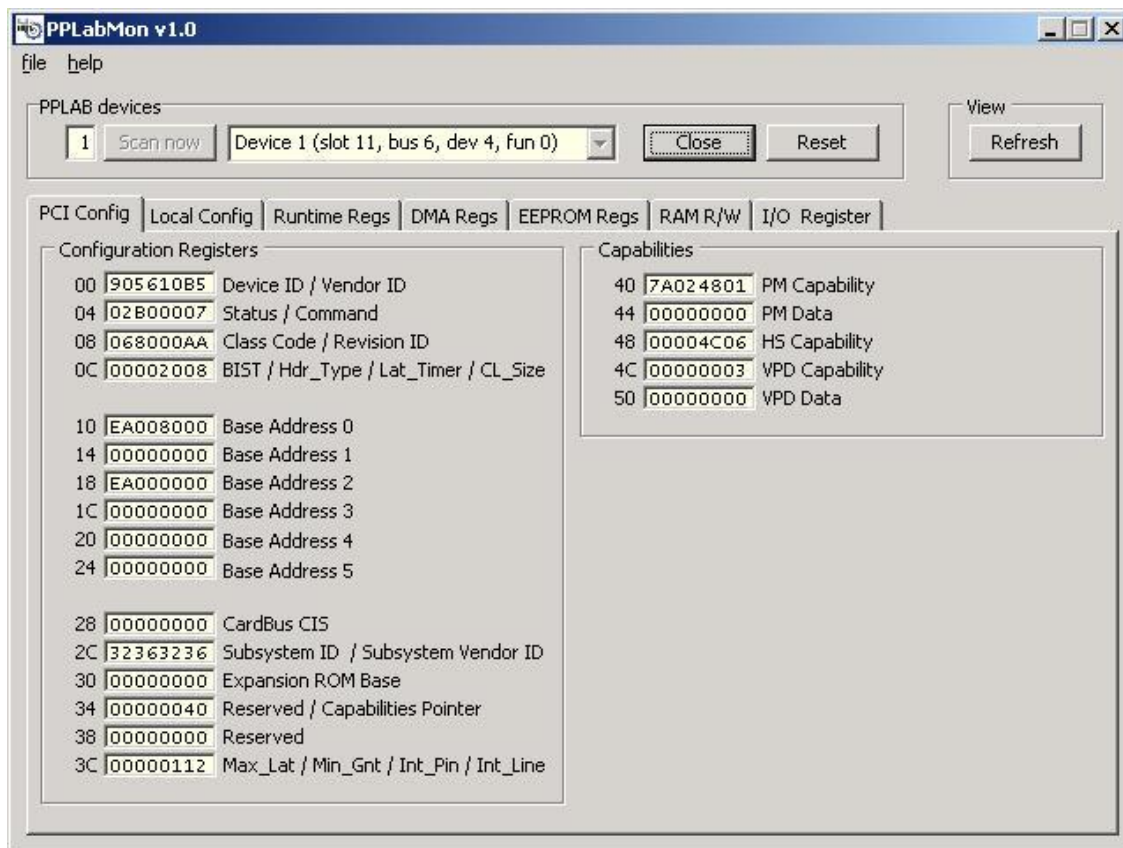 PPLabMon v1.0
file help
PPLAB devices
1 Scan now Device 1 (slot 11, bus 6, dev 4, fun 0) Close Reset
View
Refresh
PCI Config Local Config Runtime Regs DMA Regs EEPROM Regs RAM R/W I/O Register
Configuration Registers
00 905610B5 Device ID / Vendor ID
04 02B00007 Status / Command
08 068000AA Class Code / Revision ID
0C 00002008 BIST / Hdr_Type / Lat_Timer / CL_Size
10 EA008000 Base Address 0
14 00000000 Base Address 1
18 EA000000 Base Address 2
1C 00000000 Base Address 3
20 00000000 Base Address 4
24 00000000 Base Address 5
28 00000000 CardBus CIS
2C 32363236 Subsystem ID / Subsystem Vendor ID
30 00000000 Expansion ROM Base
34 00000040 Reserved / Capabilities Pointer
38 00000000 Reserved
3C 00000112 Max_Lat / Min_Gnt / Int_Pin / Int_Line
Capabilities
40 7A024801 PM Capability
44 00000000 PM Data
48 00004C06 HS Capability
4C 00000003 VPD Capability
50 00000000 VPD Data